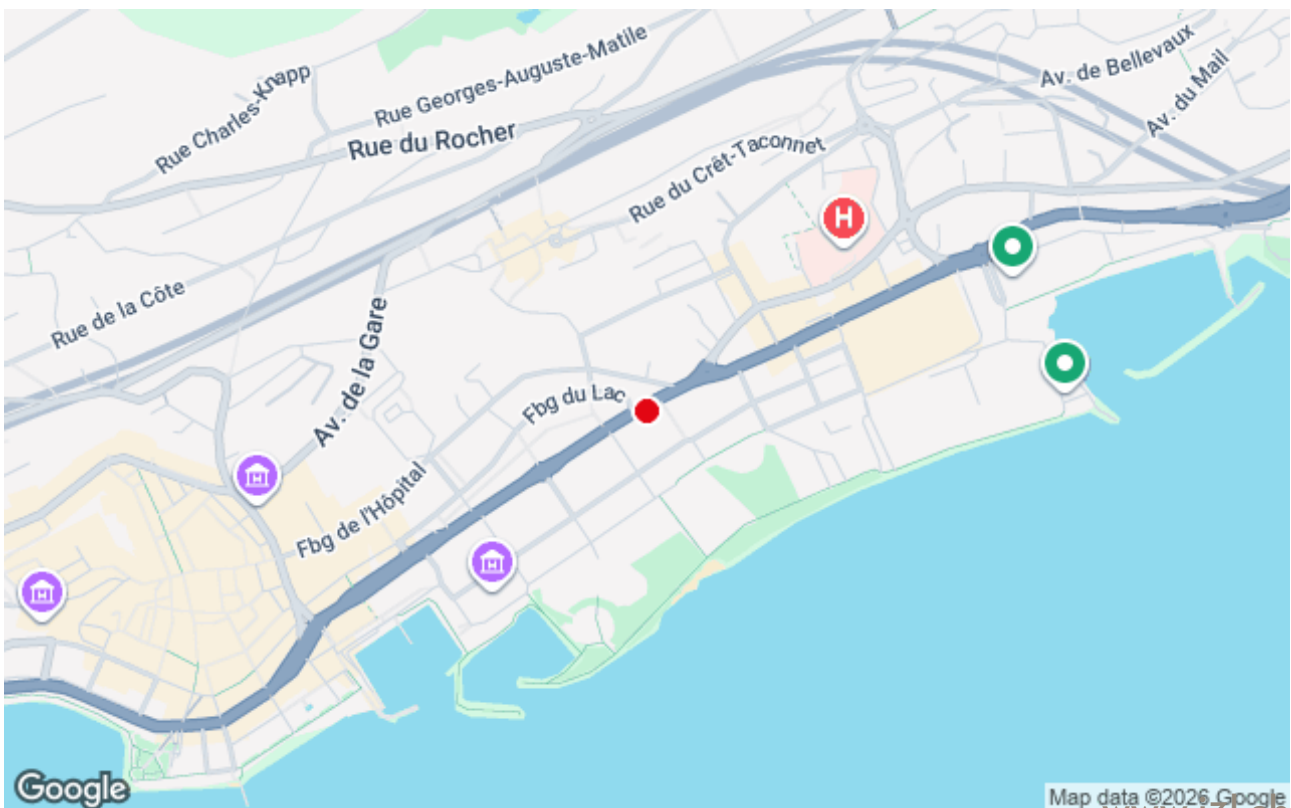 Av. de Bellevaux
Rue Georges-Auguste-Matile
Rue Charles-Knapp
Av. du Mail
Rue du Rocher
Rue du Crêt-Taconnet
H
Rue de la Côte
Av. de la Gare
Fbg du Lac
Fbg de l'Hôpital
Google
Map data ©2026 Google